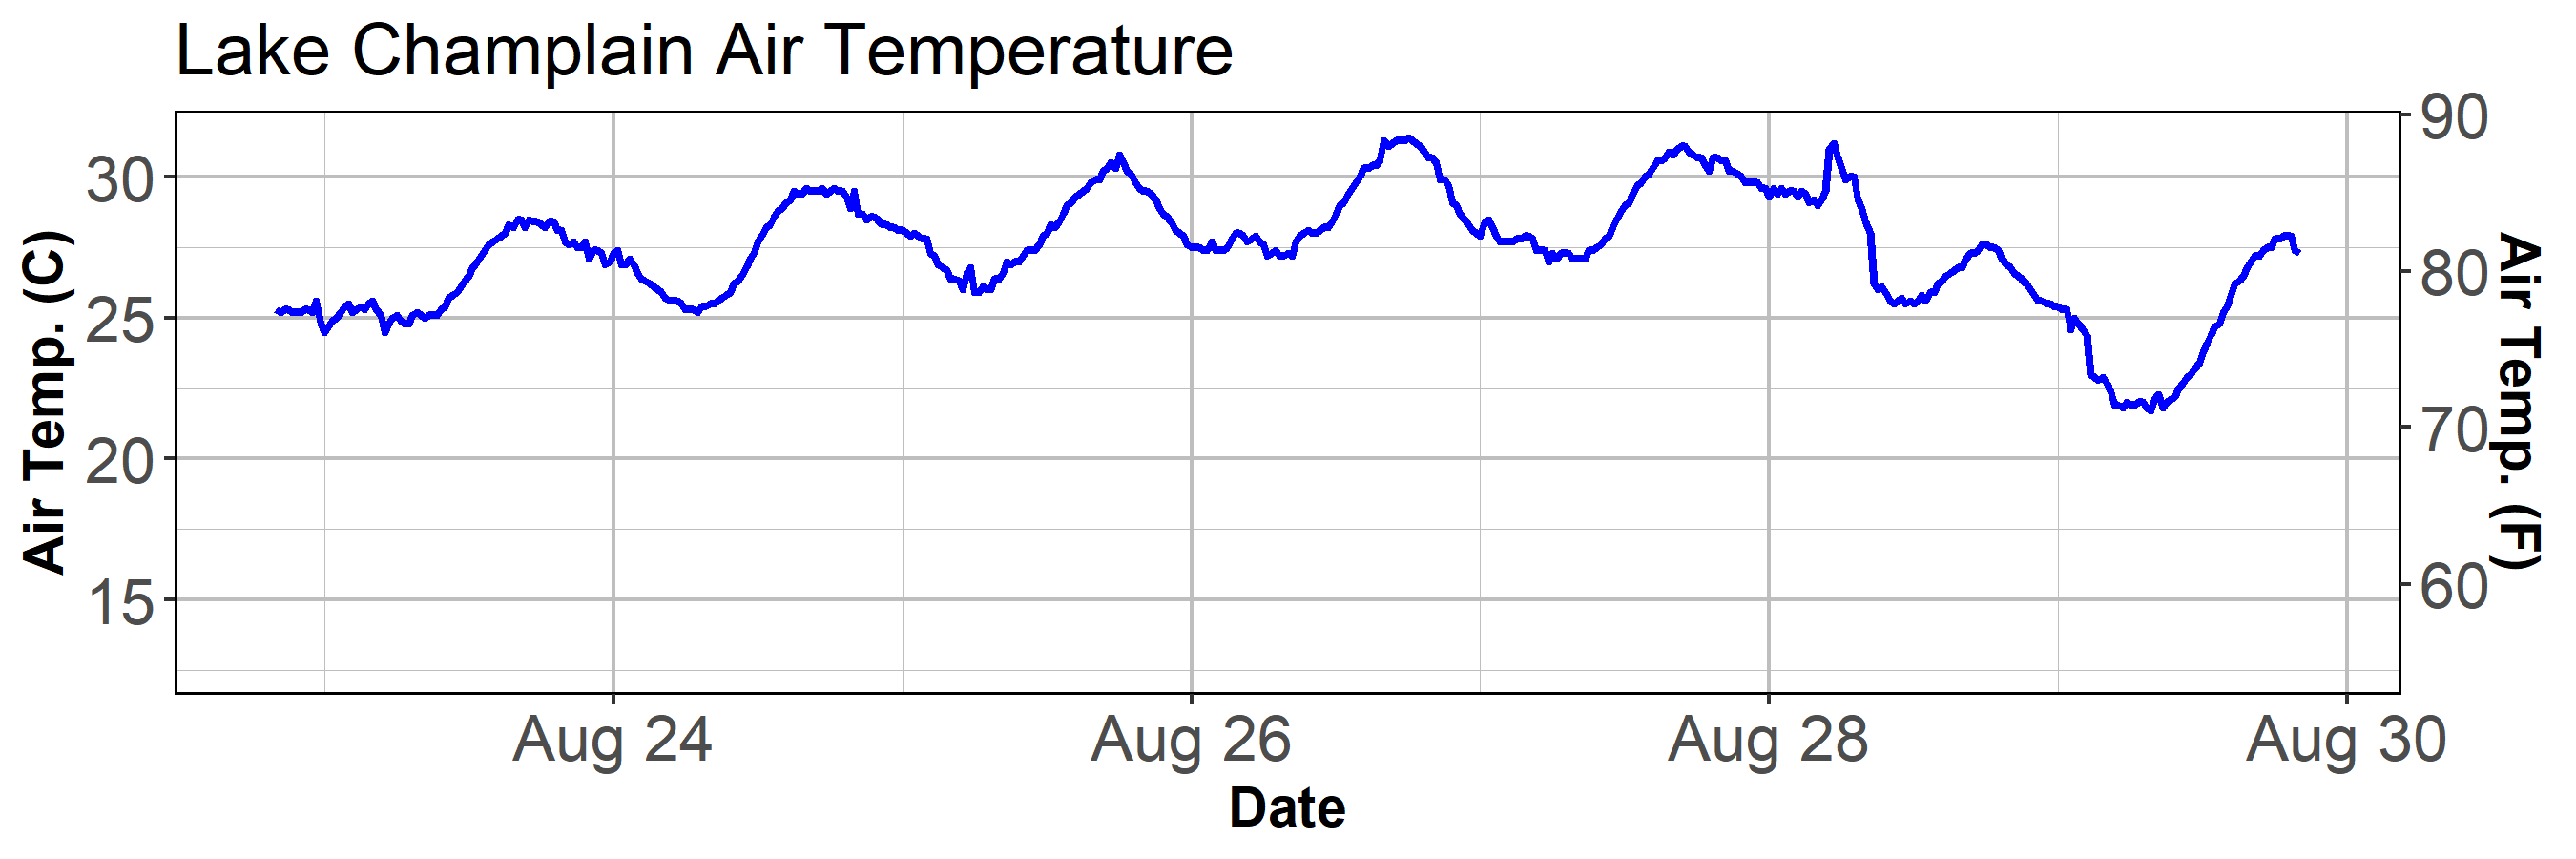 Lake Champlain Air Temperature
Air Temp. (C)
30
25
20
15
90
80
70
60
Air Temp. (F)
Aug 24
Aug 26
Aug 28
Aug 30
Date